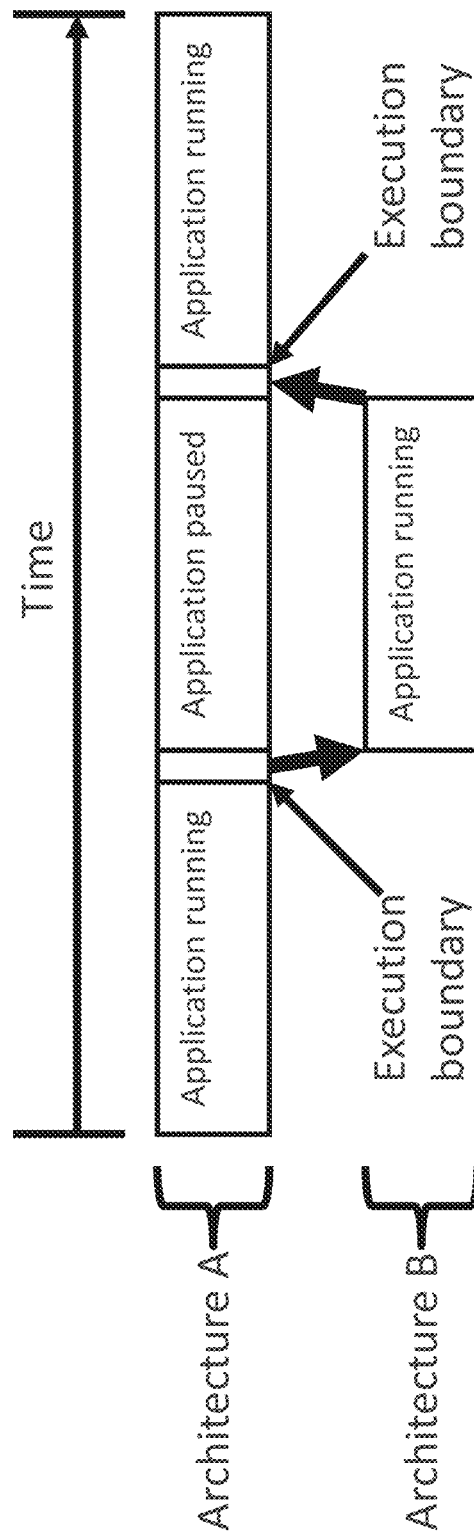 Time
Architecture A
Application running
Application paused
Application running
Execution
boundary
Execution
boundary
Architecture B
Application running